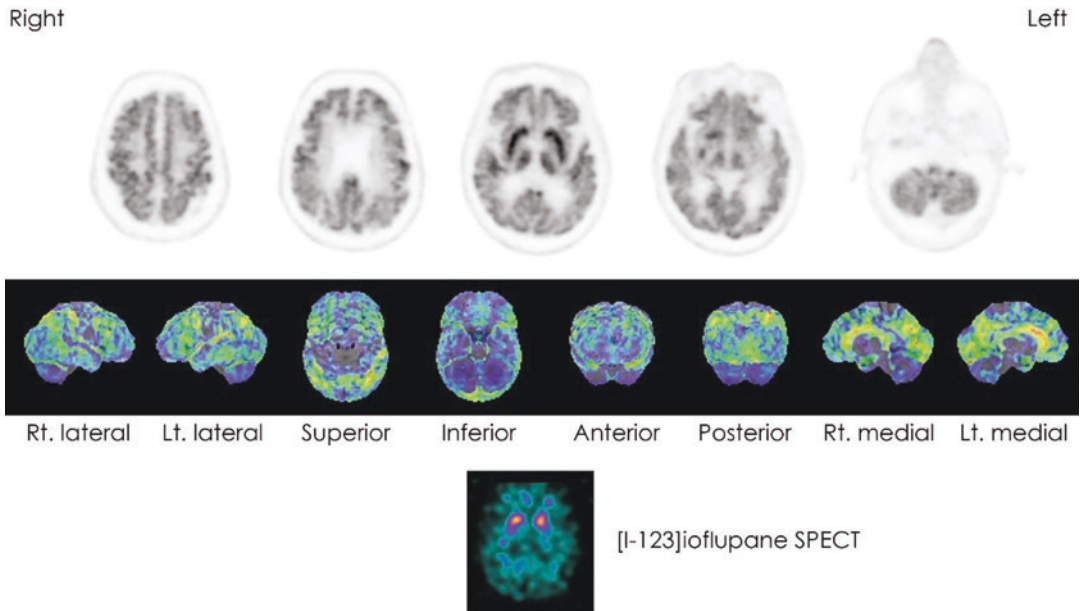 Right
Left
Rt. lateral
Lt. lateral
Superior
Inferior
Anterior
Posterior
Rt. medial
Lt. medial
[I-123]ioflupane SPECT